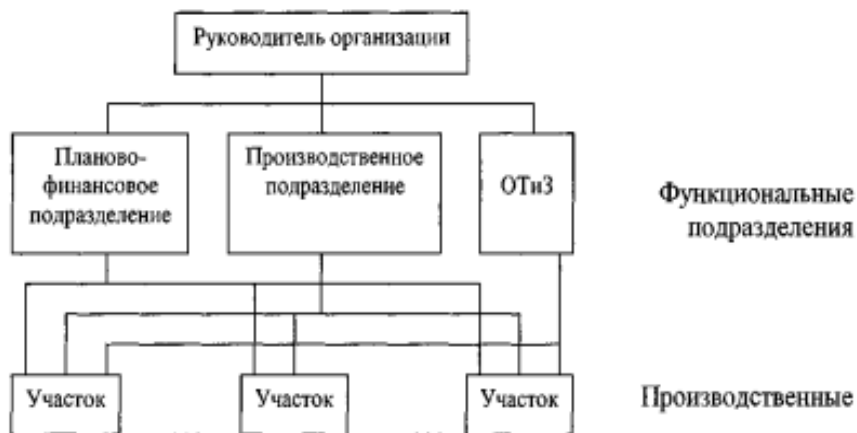 Руководитель организации
Планово-
финансовое
подразделение
Производственное
подразделение
ОТиЗ
Функциональные
подразделения
Участок
Участок
Участок
Производственные